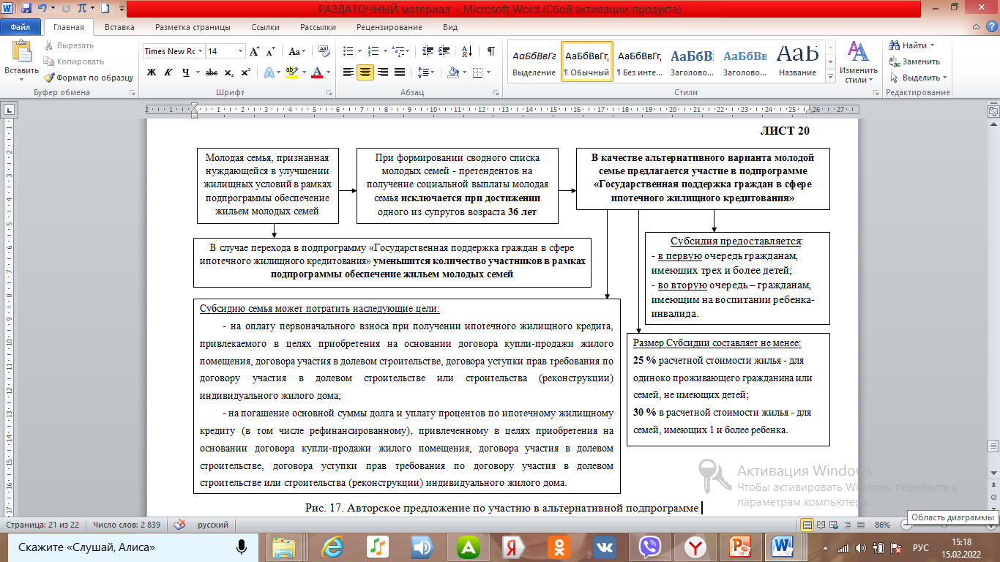 РАЗДАТОЧНЫЙ материал - Microsoft Word (Сбой активации продукта)
Файл Главная Вставка Разметка страницы Ссылки Рассылки Рецензирование Вид
Вставить
Вырезать
Копировать
Формат по образцу
Буфер обмена
Times New Ro 14
Ж К Ч
Шрифт
Абзац
АаБбВвГг
Выделение
АаБбВвГг,
¶ Обычный
АаБбВвГг,
¶ Без инте...
АаБбВ
Заголово...
АаБбВв
Заголово...
АаБ
Название
Изменить
стили
Стили
Найти
Заменить
Выделить
Редактирование
ЛИСТ 20
Молодая семья, признанная
нуждающейся в улучшении
жилищных условий в рамках
подпрограммы обеспечение
жильем молодых семей
При формировании сводного списка
молодых семей - претендентов на
получение социальной выплаты молодая
семья исключается при достижении
одного из супругов возраста 36 лет
В качестве альтернативного варианта молодой
семье предлагается участие в подпрограмме
«Государственная поддержка граждан в сфере
ипотечного жилищного кредитования»
В случае перехода в подпрограмму «Государственная поддержка граждан в сфере
ипотечного жилищного кредитования» уменьшится количество участников в рамках
подпрограммы обеспечение жильем молодых семей
Субсидия предоставляется:
- в первую очередь гражданам,
имеющих трех и более детей;
- во вторую очередь – гражданам,
имеющим на воспитании ребенка-
инвалида.
Субсидию семья может потратить наследующие цели:
- на оплату первоначального взноса при получении ипотечного жилищного кредита,
привлекаемого в целях приобретения на основании договора купли-продажи жилого
помещения, договора участия в долевом строительстве, договора уступки прав требования по
договору участия в долевом строительстве или строительства (реконструкции)
индивидуального жилого дома;
- на погашение основной суммы долга и уплату процентов по ипотечному жилищному
кредиту (в том числе рефинансированному), привлеченному в целях приобретения на
основании договора купли-продажи жилого помещения, договора участия в долевом
строительстве, договора уступки прав требования по договору участия в долевом
строительстве или строительства (реконструкции) индивидуального жилого дома.
Размер Субсидии составляет не менее:
25 % расчетной стоимости жилья - для
одиноко проживающего гражданина или
семей, не имеющих детей;
30 % в расчетной стоимости жилья - для
семей, имеющих 1 и более ребенка.
Рис. 17. Авторское предложение по участию в альтернативной подпрограмме
Активация Windows
Чтобы активировать Windows, перейдите к
параметрам компьютера.
Область диаграммы
Страница: 21 из 22 Число слов: 2 839 русский 86%
Скажите «Слушай, Алиса»
РУС
15:18
15.02.2022